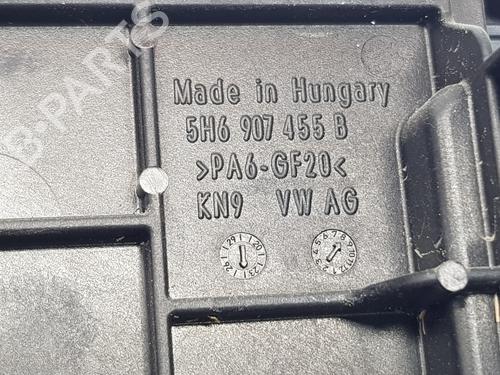 B-PARTS
Made in Hungary
5H6 907 455 B
>PA6-GF20<
KN9 VW AG